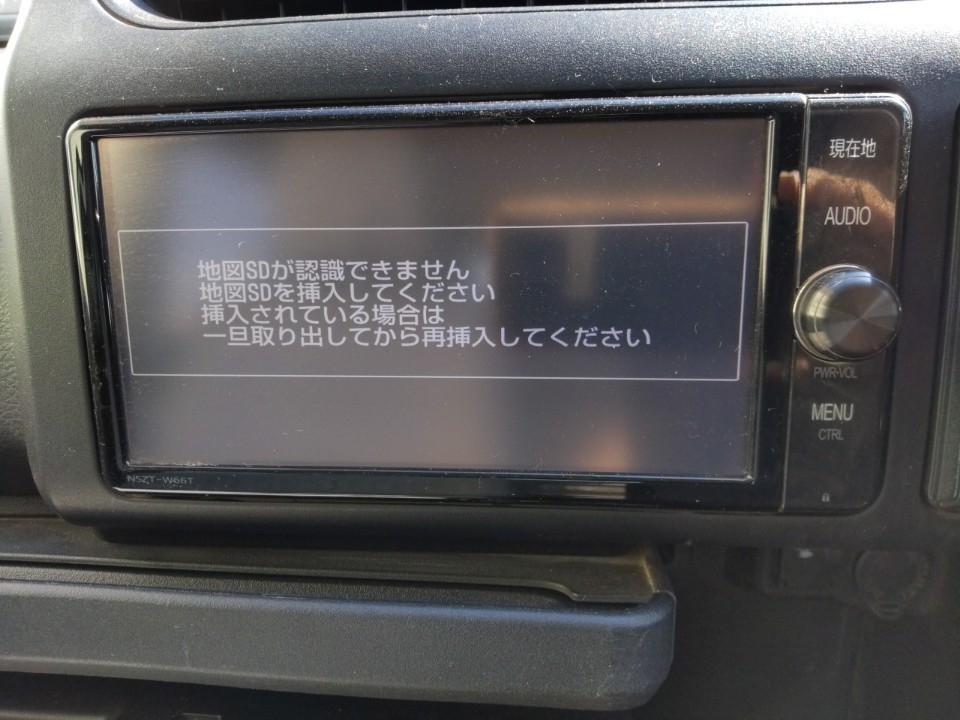 地図SDが認識できません
地図SDを挿入してください
挿入されている場合は
一旦取り出してから再挿入してください
現在地
AUDIO
PWR·VOL
MENU
CTRL
NSZT-W66T